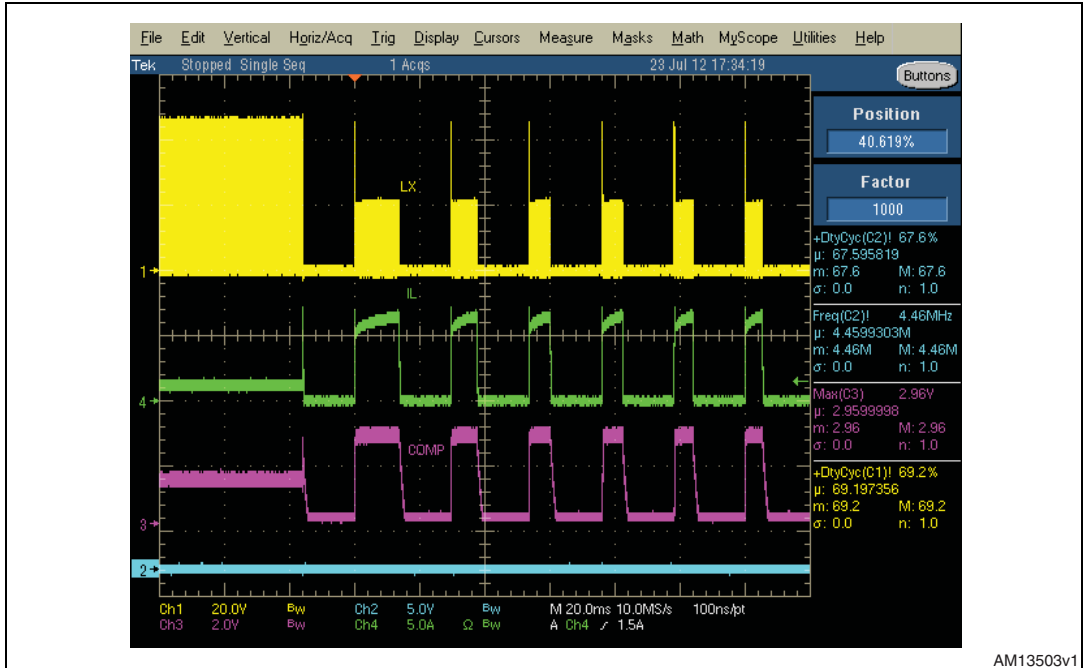 File Edit Vertical Horiz/Acq Trig Display Cursors Measure Masks Math MyScope Utilities Help
Tek Stopped Single Seq 1 Acqs 23 Jul 12 17:34:19
Buttons
Position
40.619%
Factor
1000
LX
1
+DtyCyc(C2)! 67.6%
µ: 67.595819
m: 67.6 M: 67.6
σ: 0.0 n: 1.0
IL
Freq(C2)! 4.46MHz
µ: 4.4599303M
m: 4.46M M: 4.46M
σ: 0.0 n: 1.0
4
Max(C3) 2.96V
µ: 2.9599998
m: 2.96 M: 2.96
σ: 0.0 n: 1.0
COMP
+DtyCyc(C1)! 69.2%
µ: 69.197356
m: 69.2 M: 69.2
σ: 0.0 n: 1.0
3
2
Ch1 20.0V Bw Ch2 5.0V Bw M 20.0ms 10.0MS/s 100ns/pt
Ch3 2.0V Bw Ch4 5.0A Ω Bw A Ch4 ⁄ 1.5A
AM13503v1